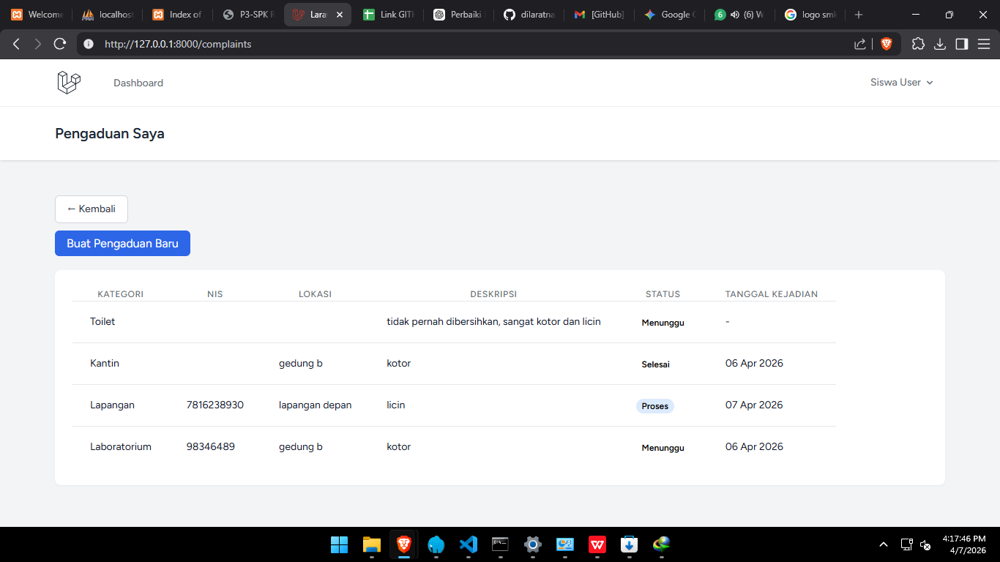 Welcome localhost Index of P3-SPK Lara Link GIT Perbaiki dilaratna [GitHub] Google (6) W logo smk
http://127.0.0.1:8000/complaints
Dashboard Siswa User
Pengaduan Saya
← Kembali
Buat Pengaduan Baru
KATEGORI NIS LOKASI DESKRIPSI STATUS TANGGAL KEJADIAN
Toilet tidak pernah dibersihkan, sangat kotor dan licin Menunggu -
Kantin gedung b kotor Selesai 06 Apr 2026
Lapangan 7816238930 lapangan depan licin Proses 07 Apr 2026
Laboratorium 98346489 gedung b kotor Menunggu 06 Apr 2026
4:17:46 PM
4/7/2026